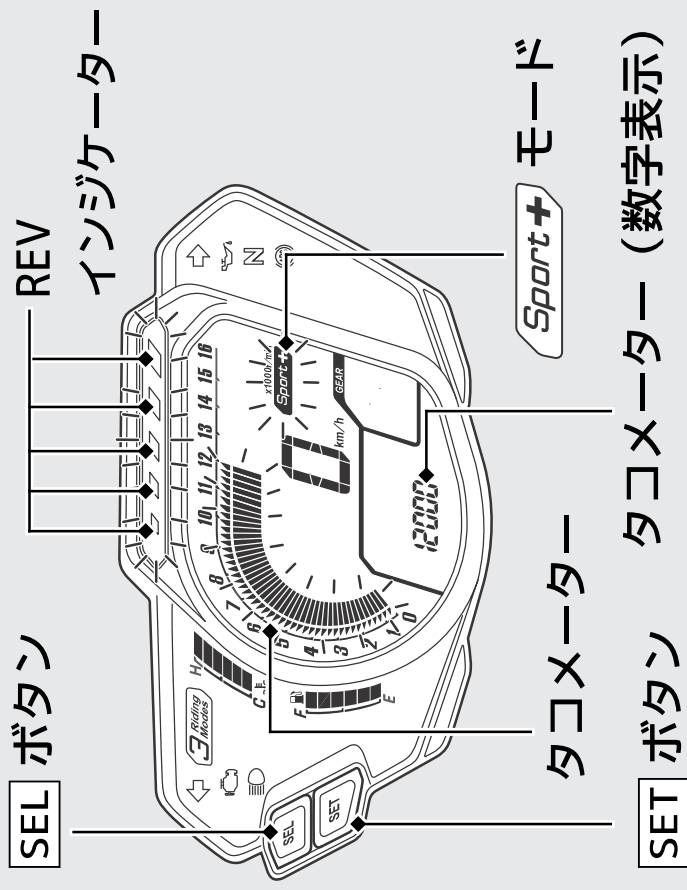 REV
インジケーター
SEL ボタン
3 Riding
Modes
H
C
F
E
0 1 2 3 4 5 6 7 8 9 10 11 12 13 14 15 16
x1000r/min
Sport+
0 km/h
GEAR
12000
N
SEL
SET
Sport+ モード
タコメーター
SET ボタン
タコメーター（数字表示）